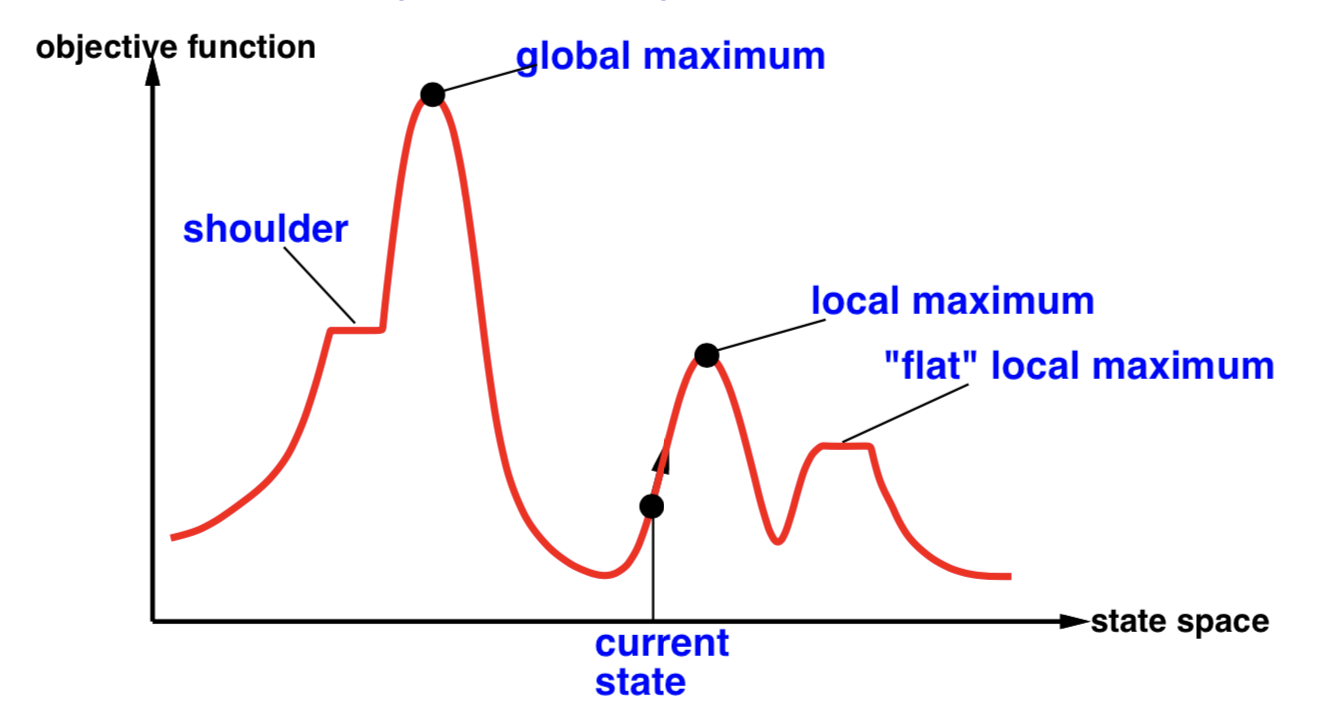 objective function
global maximum
shoulder
local maximum
"flat" local maximum
state space
current
state